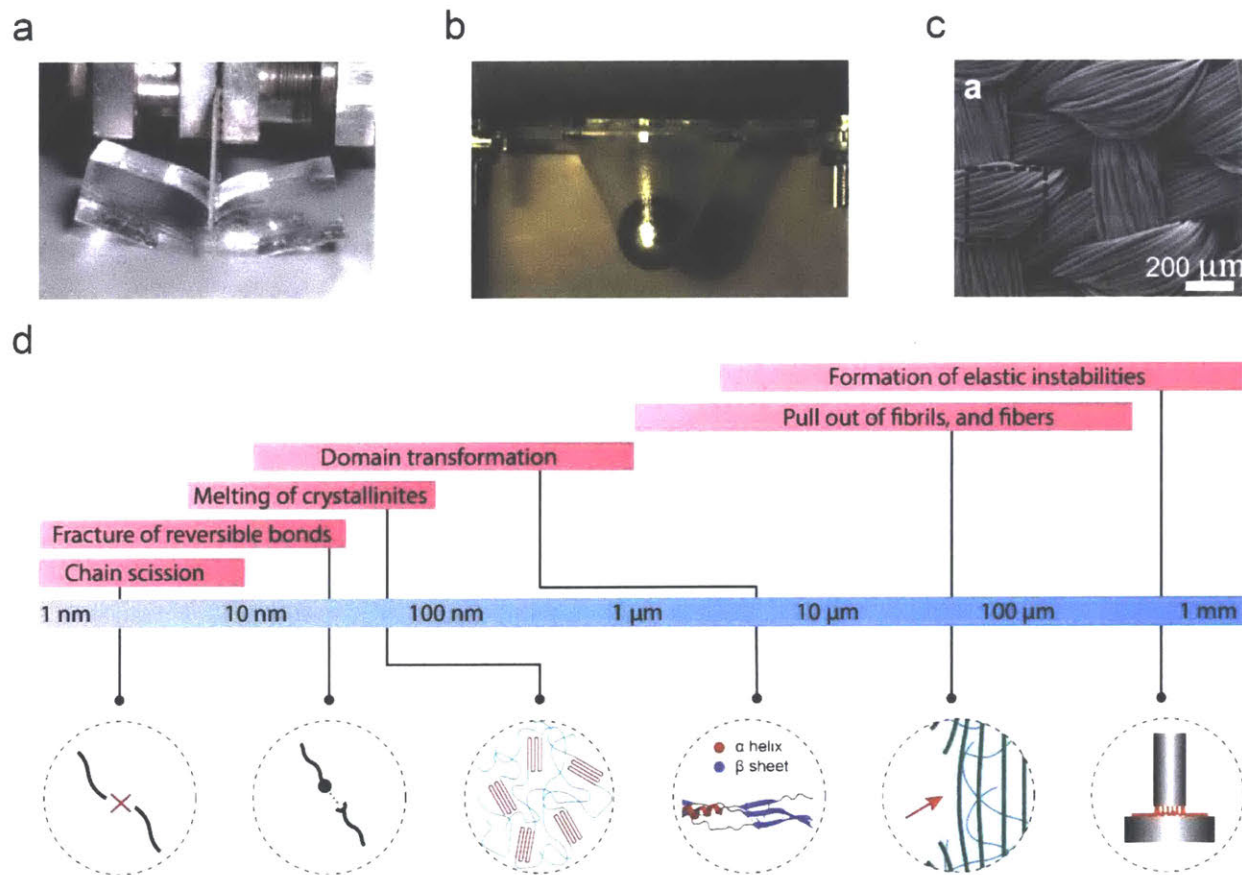 a
b
c
a
200 μm
d
Formation of elastic instabilities
Pull out of fibrils, and fibers
Domain transformation
Melting of crystallinites
Fracture of reversible bonds
Chain scission
1 nm
10 nm
100 nm
1 μm
10 μm
100 μm
1 mm
α helix
β sheet